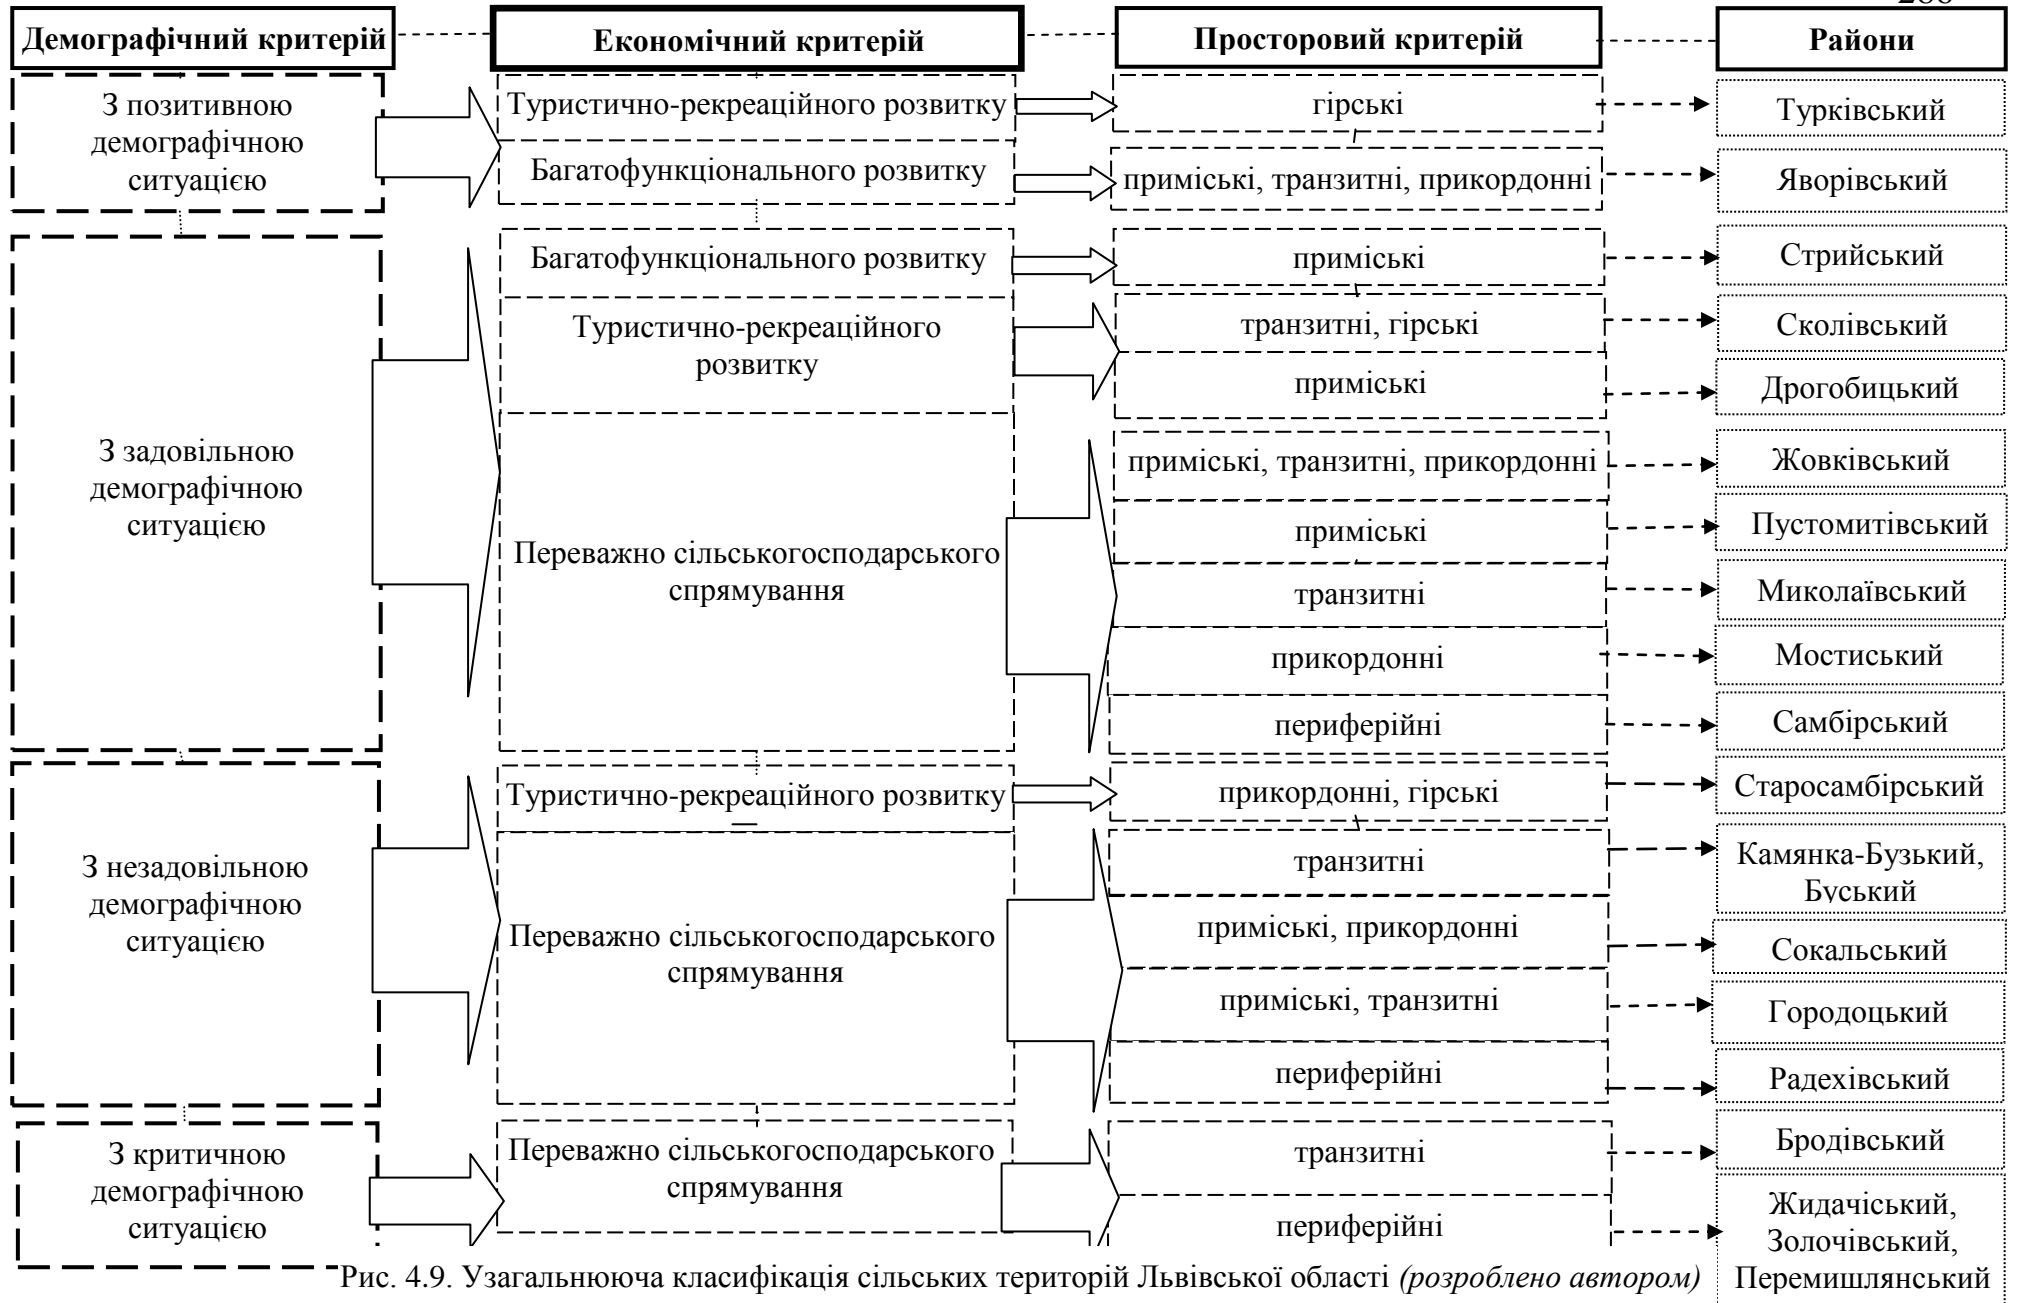 Демографічний критерій
Економічний критерій
Просторовий критерій
Райони
З позитивною
демографічною
ситуацією
Туристично-рекреаційного розвитку
гірські
Турківський
Багатофункціонального розвитку
приміські, транзитні, прикордонні
Яворівський
З задовільною
демографічною
ситуацією
Багатофункціонального розвитку
приміські
Стрийський
Туристично-рекреаційного
розвитку
транзитні, гірські
Сколівський
приміські
Дрогобицький
Переважно сільськогосподарського
спрямування
приміські, транзитні, прикордонні
Жовківський
приміські
Пустомитівський
транзитні
Миколаївський
прикордонні
Мостиський
периферійні
Самбірський
З незадовільною
демографічною
ситуацією
Туристично-рекреаційного розвитку
прикордонні, гірські
Старосамбірський
Переважно сільськогосподарського
спрямування
транзитні
Камянка-Бузький,
Буський
приміські, прикордонні
Сокальський
приміські, транзитні
Городоцький
периферійні
Радехівський
З критичною
демографічною
ситуацією
Переважно сільськогосподарського
спрямування
транзитні
Бродівський
периферійні
Жидачіський,
Золочівський,
Перемишлянський
Рис. 4.9. Узагальнююча класифікація сільських територій Львівської області (розроблено автором)